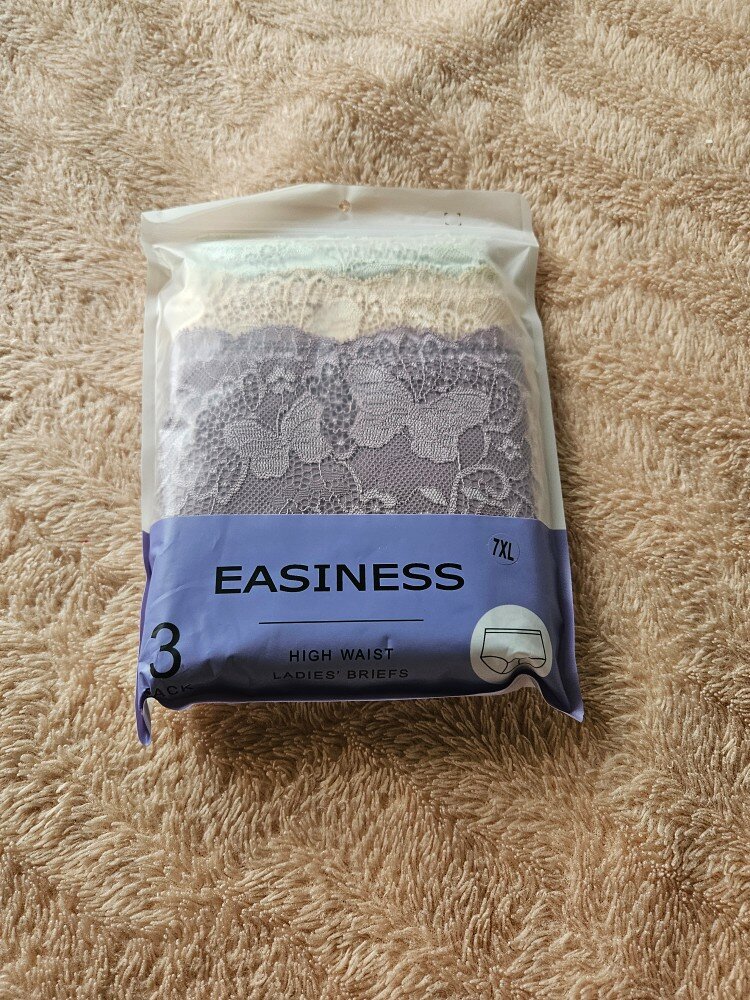 7XL
EASINESS
3
PACK
HIGH WAIST
LADIES' BRIEFS